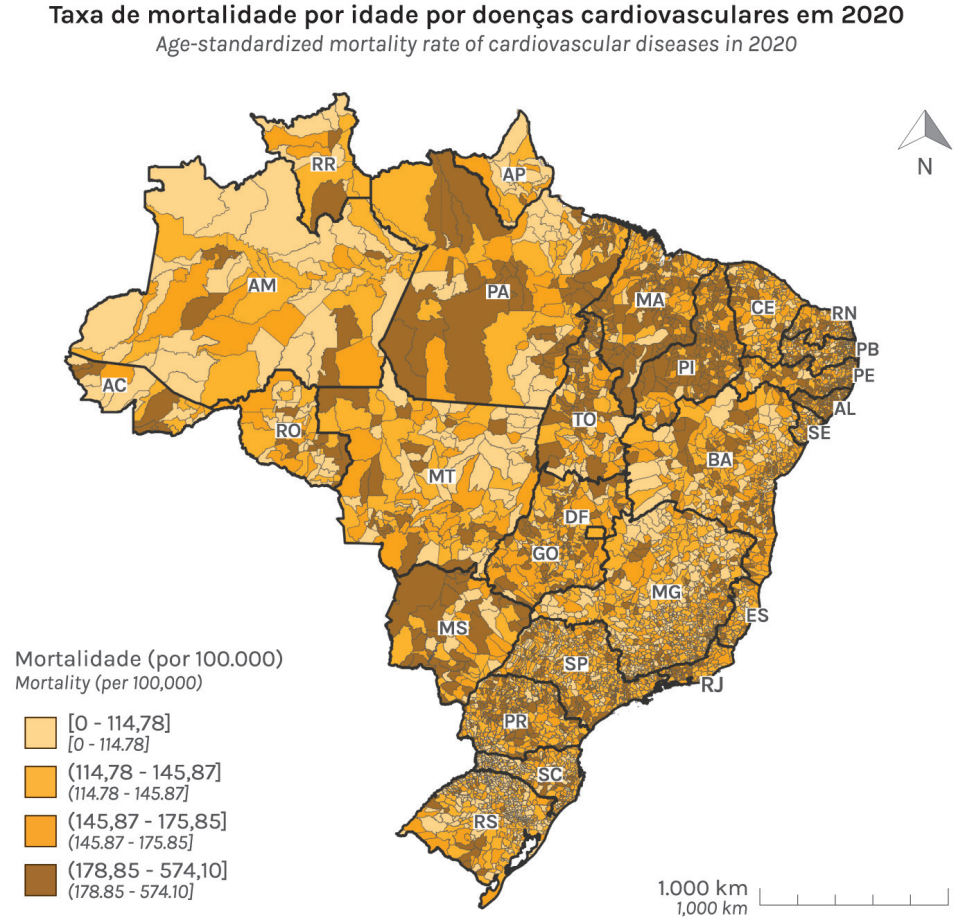 Taxa de mortalidade por idade por doenças cardiovasculares em 2020
Age-standardized mortality rate of cardiovascular diseases in 2020
N
RR
AP
AM
PA
MA
CE
RN
PB
PI
PE
AC
AL
TO
SE
RO
BA
MT
DF
GO
MG
ES
MS
SP
RJ
PR
SC
RS
Mortalidade (por 100.000)
Mortality (per 100,000)
[0 - 114,78]
[0 - 114.78]
(114,78 - 145,87]
(114.78 - 145.87]
(145,87 - 175,85]
(145.87 - 175.85]
(178,85 - 574,10]
(178.85 - 574.10]
1.000 km
1,000 km